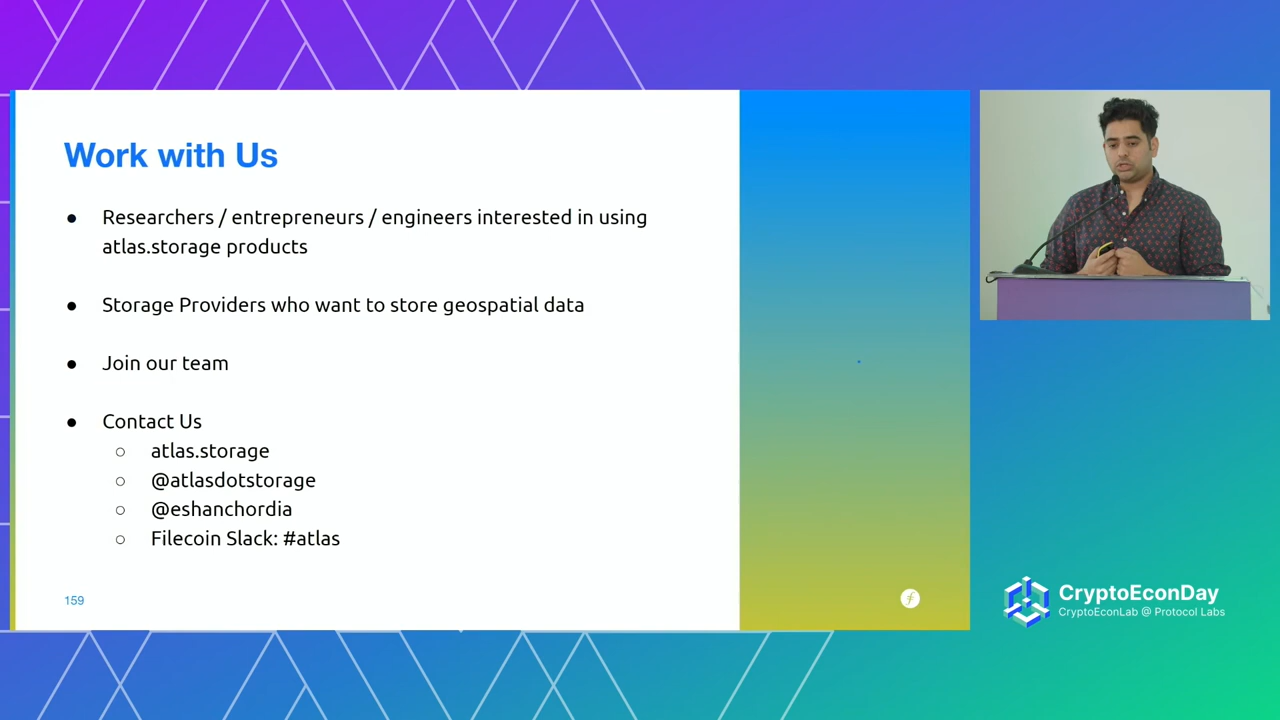 Work with Us
● Researchers / entrepreneurs / engineers interested in using
atlas.storage products
● Storage Providers who want to store geospatial data
● Join our team
● Contact Us
○ atlas.storage
○ @atlasdotstorage
○ @eshanchordia
○ Filecoin Slack: #atlas
159
CryptoEconDay
CryptoEconLab @ Protocol Labs